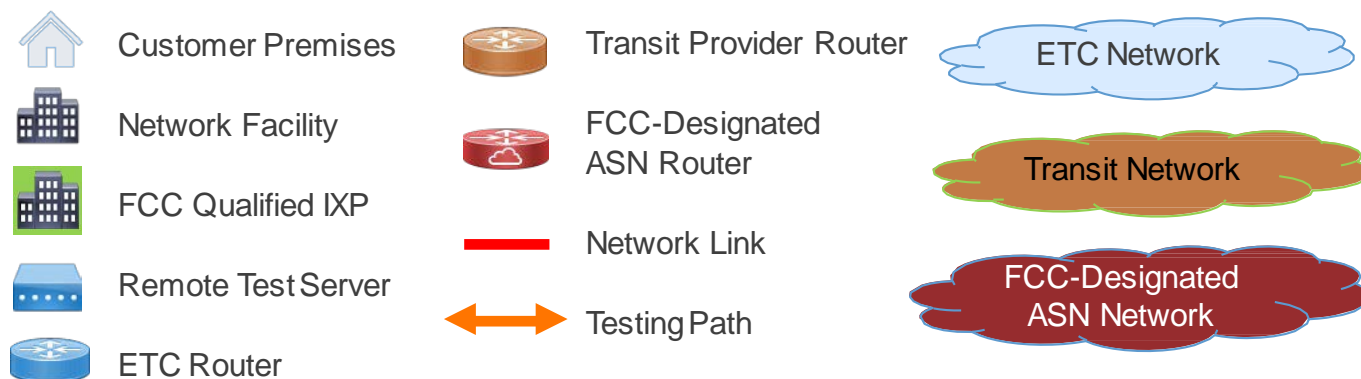 Customer Premises
Network Facility
FCC Qualified IXP
Remote Test Server
ETC Router
Transit Provider Router
FCC-Designated
ASN Router
Network Link
Testing Path
ETC Network
Transit Network
FCC-Designated
ASN Network